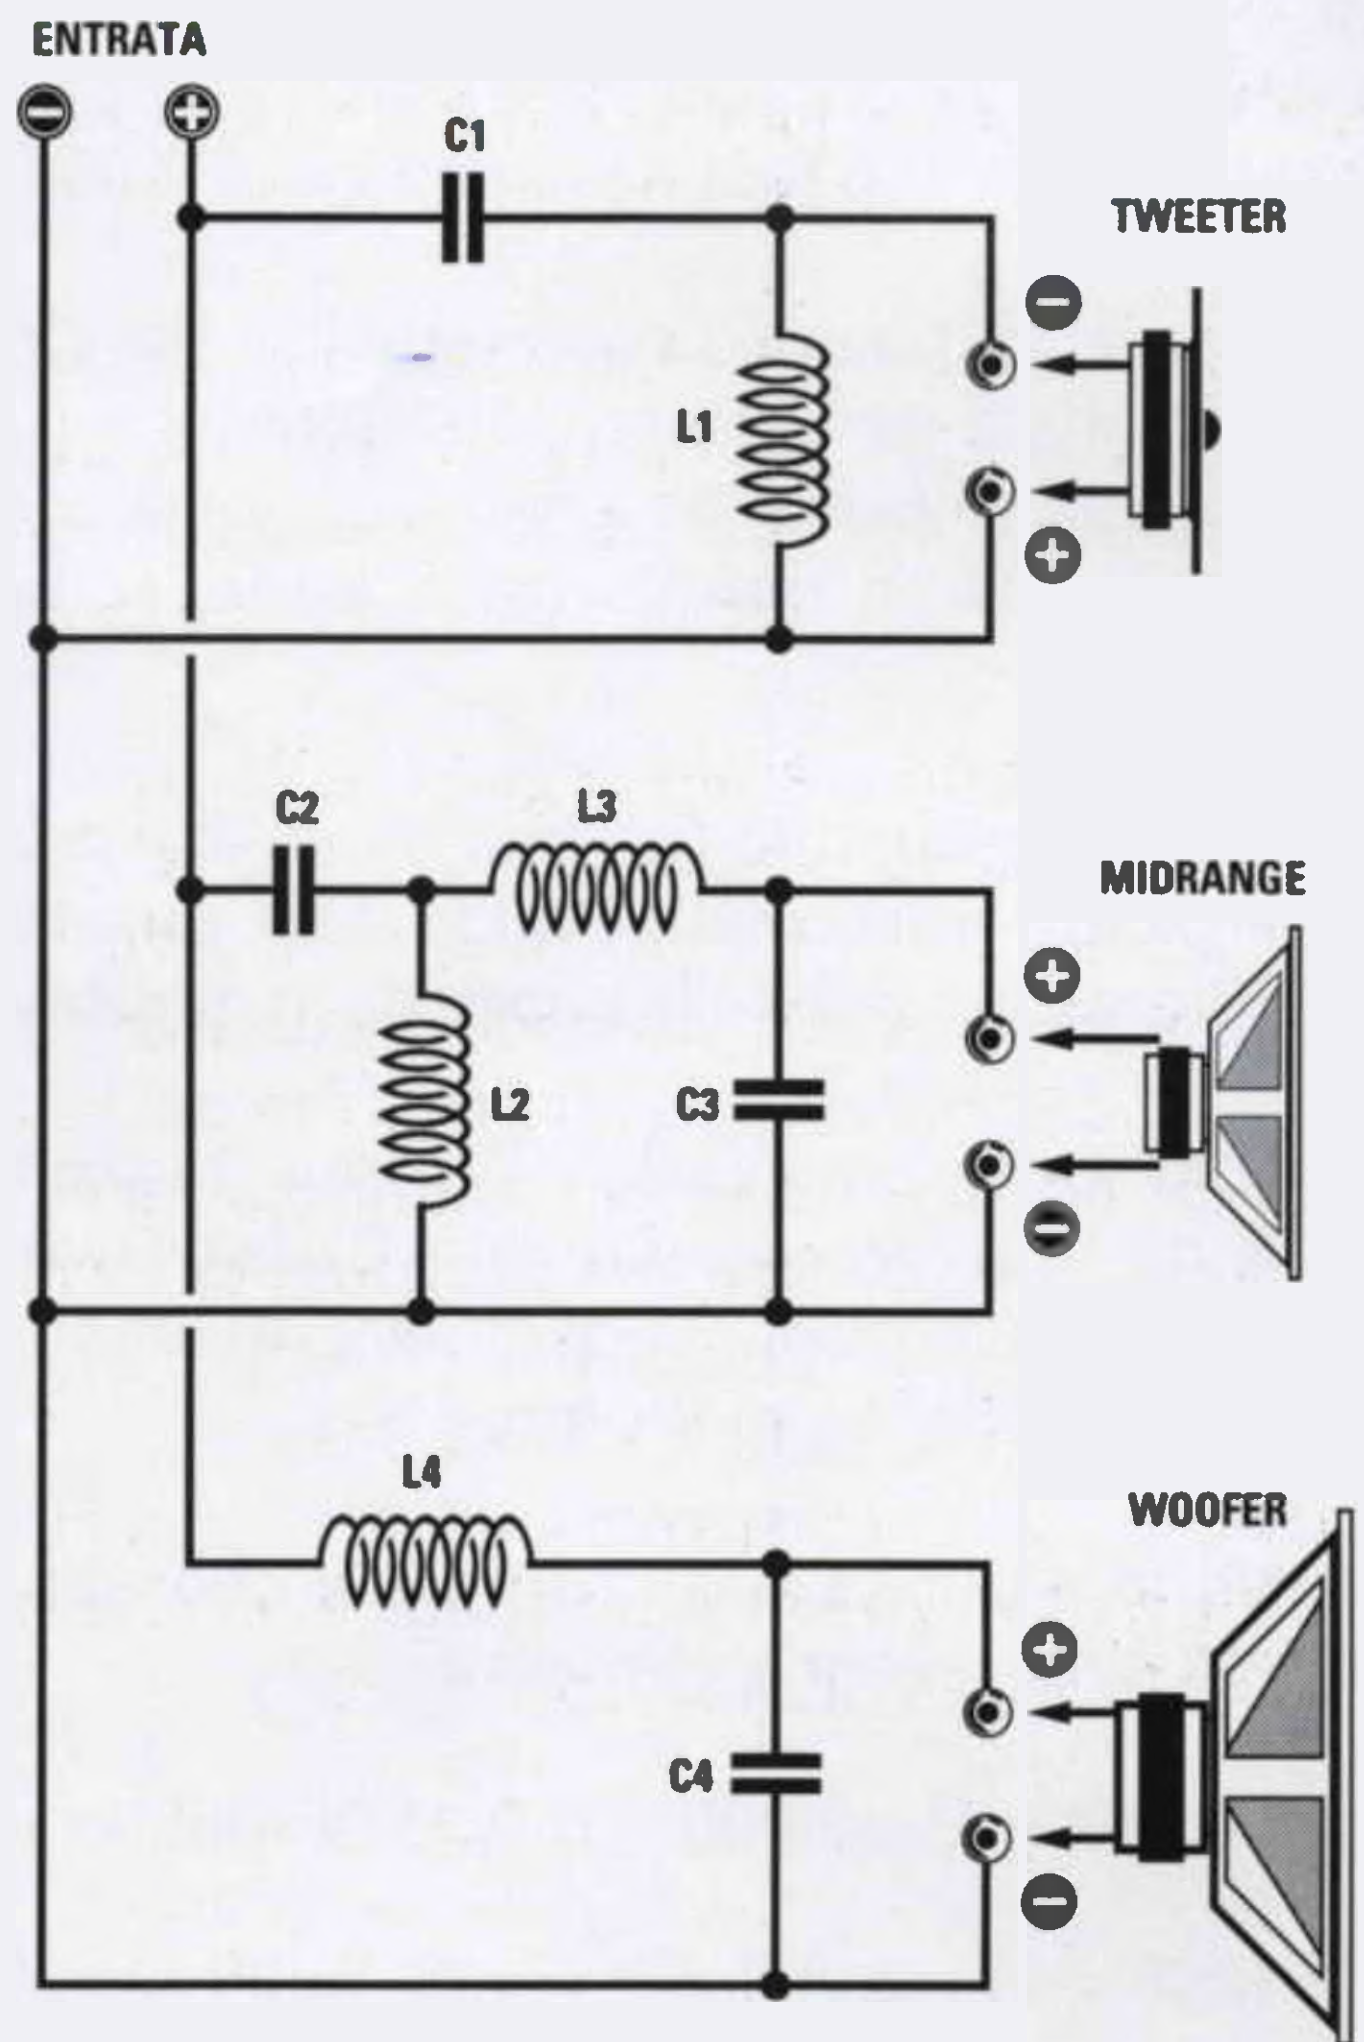 ENTRATA
− +
C1
TWEETER
−
L1
+
C2 L3
MIDRANGE
+
L2 C3
−
L4
WOOFER
+
C4
−